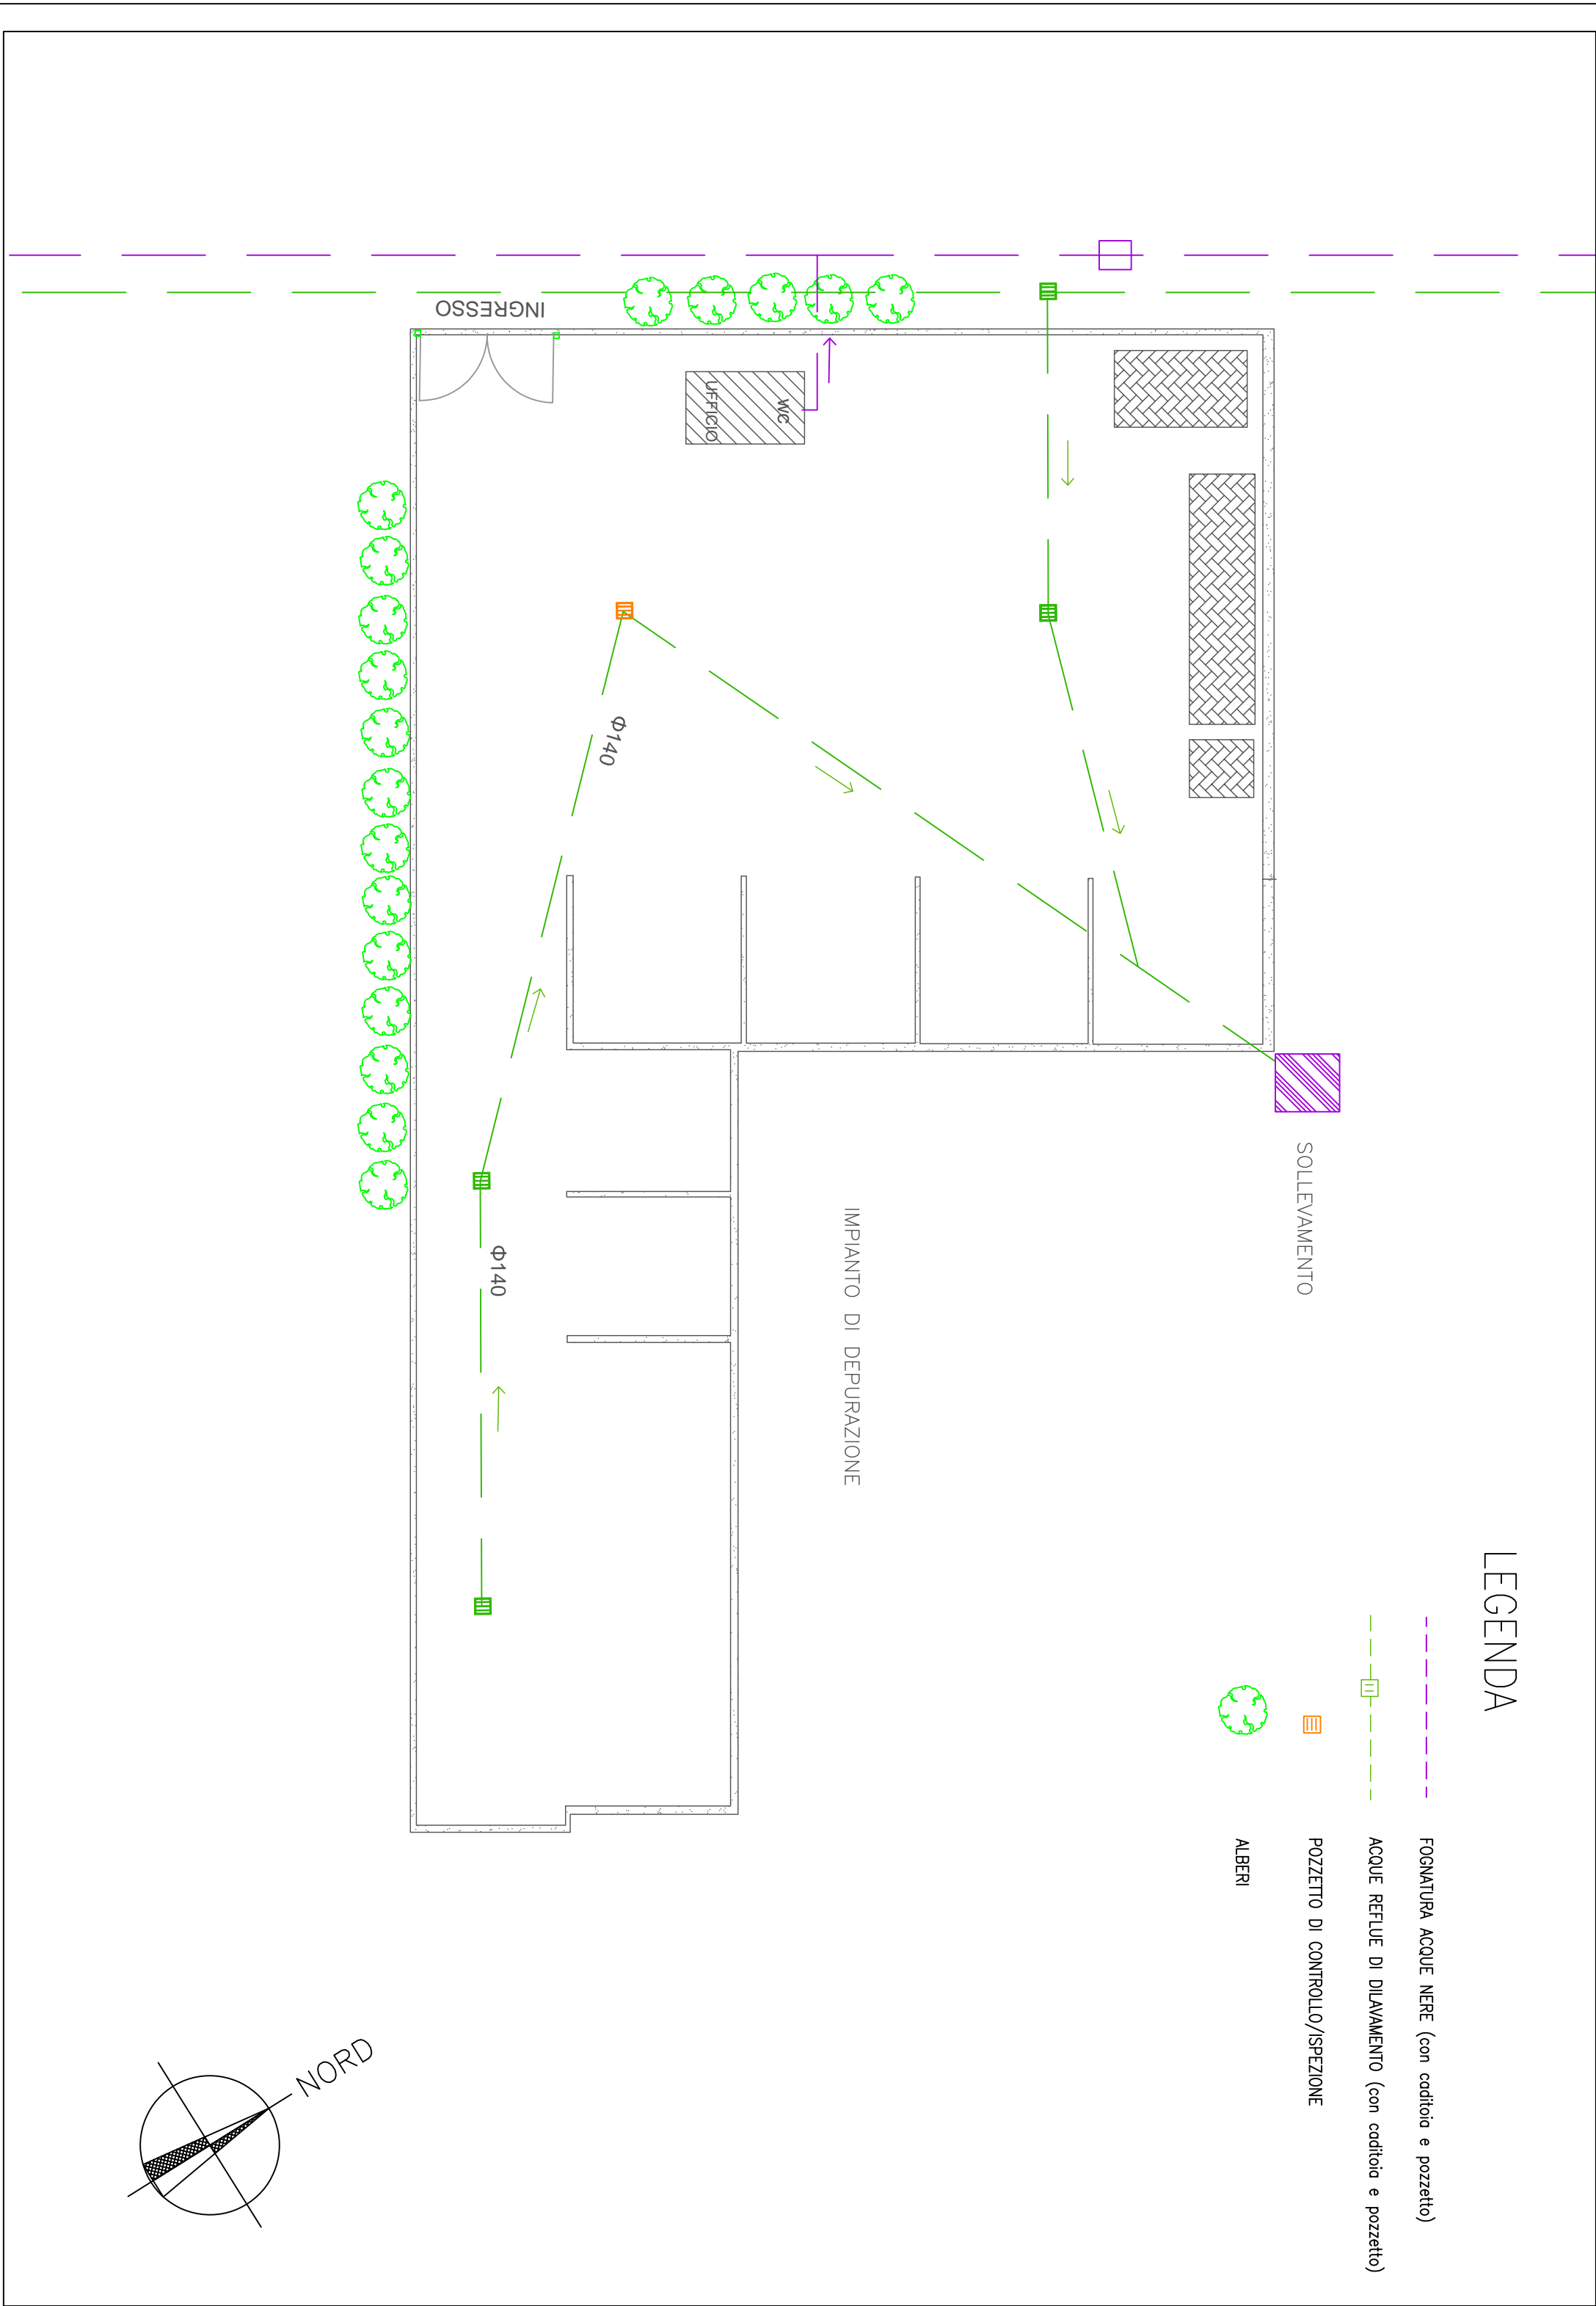 INGRESSO
UFFICIO
WC
Φ140
Φ140
IMPIANTO DI DEPURAZIONE
SOLLEVAMENTO
LEGENDA
FOGNATURA ACQUE NERE (con caditoia e pozzetto)
ACQUE REFLUE DI DILAVAMENTO (con caditoia e pozzetto)
POZZETTO DI CONTROLLO/ISPEZIONE
ALBERI
NORD